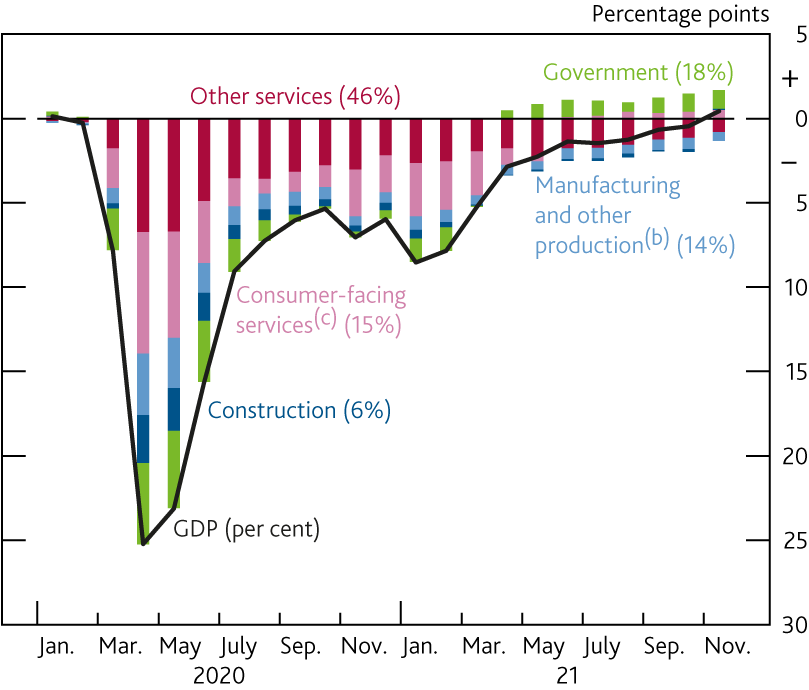 Percentage points
5
+
0
–
5
10
15
20
25
30
Government (18%)
Other services (46%)
Manufacturing
and other
production(b) (14%)
Consumer-facing
services(c) (15%)
Construction (6%)
GDP (per cent)
Jan. Mar. May July Sep. Nov. Jan. Mar. May July Sep. Nov.
2020 21